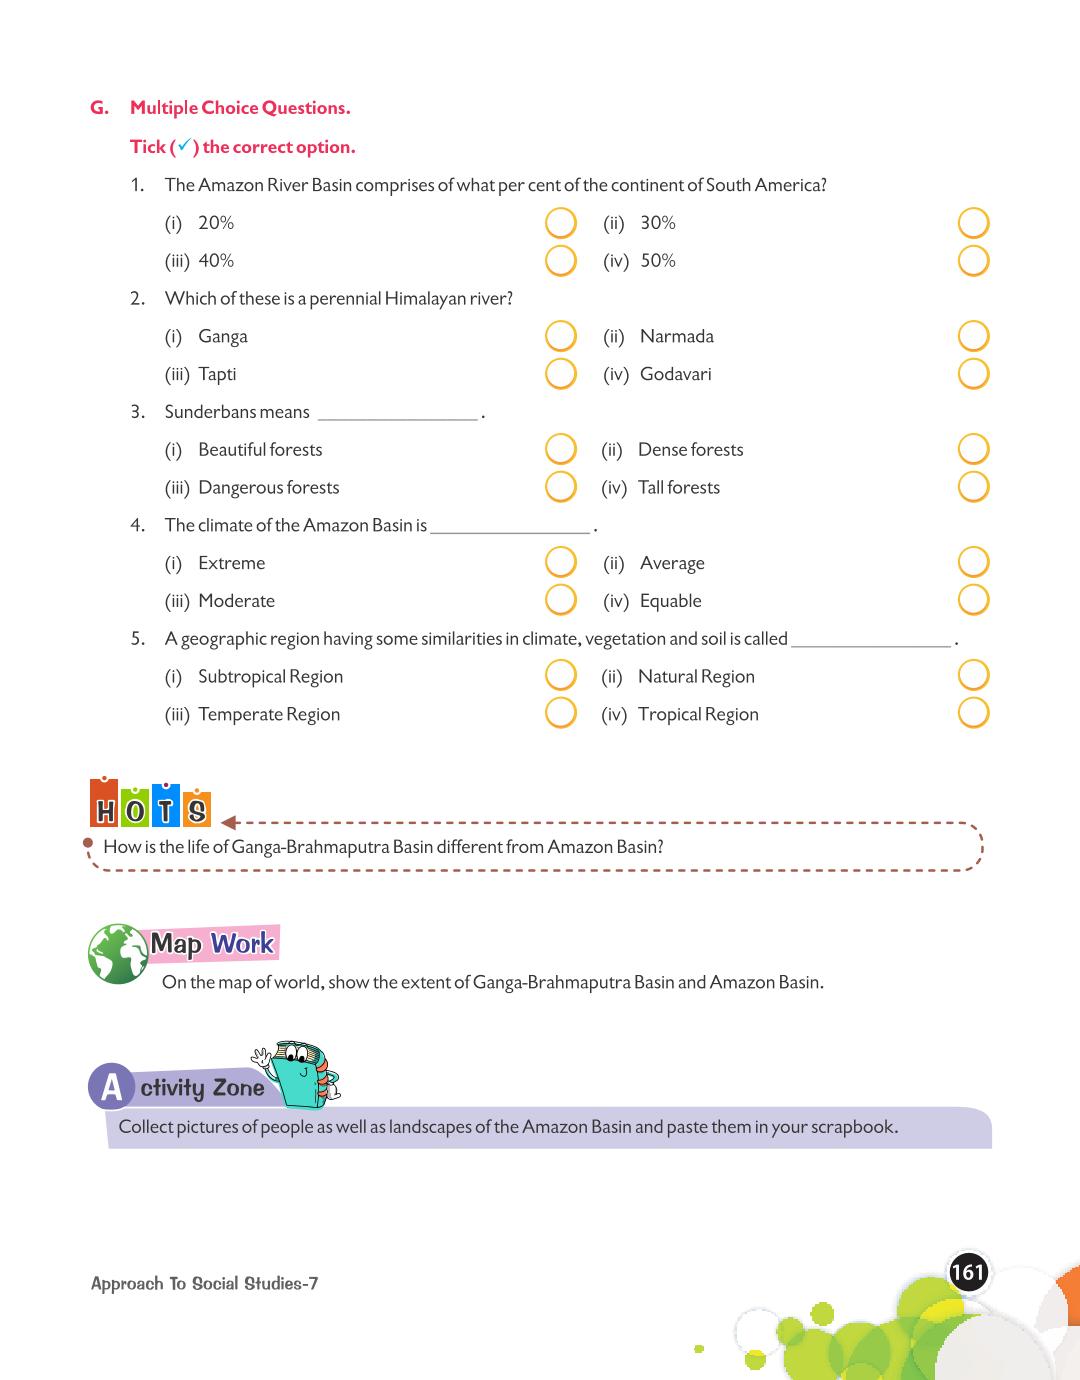 G. Multiple Choice Questions.
Tick (✓) the correct option.
1. The Amazon River Basin comprises of what per cent of the continent of South America?
(i) 20% (ii) 30%
(iii) 40% (iv) 50%
2. Which of these is a perennial Himalayan river?
(i) Ganga (ii) Narmada
(iii) Tapti (iv) Godavari
3. Sunderbans means ________________ .
(i) Beautiful forests (ii) Dense forests
(iii) Dangerous forests (iv) Tall forests
4. The climate of the Amazon Basin is ________________ .
(i) Extreme (ii) Average
(iii) Moderate (iv) Equable
5. A geographic region having some similarities in climate, vegetation and soil is called ________________ .
(i) Subtropical Region (ii) Natural Region
(iii) Temperate Region (iv) Tropical Region
HOTS
How is the life of Ganga-Brahmaputra Basin different from Amazon Basin?
Map Work
On the map of world, show the extent of Ganga-Brahmaputra Basin and Amazon Basin.
Activity Zone
Collect pictures of people as well as landscapes of the Amazon Basin and paste them in your scrapbook.
Approach To Social Studies-7
161